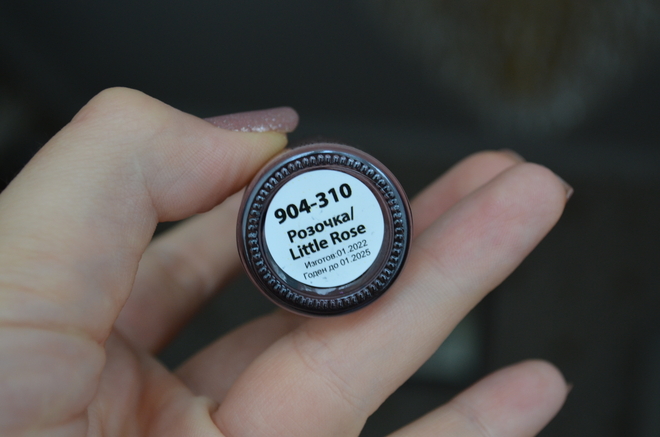 904-310
Розочка/
Little Rose
Изготов:01.2022
Годен до 01.2025